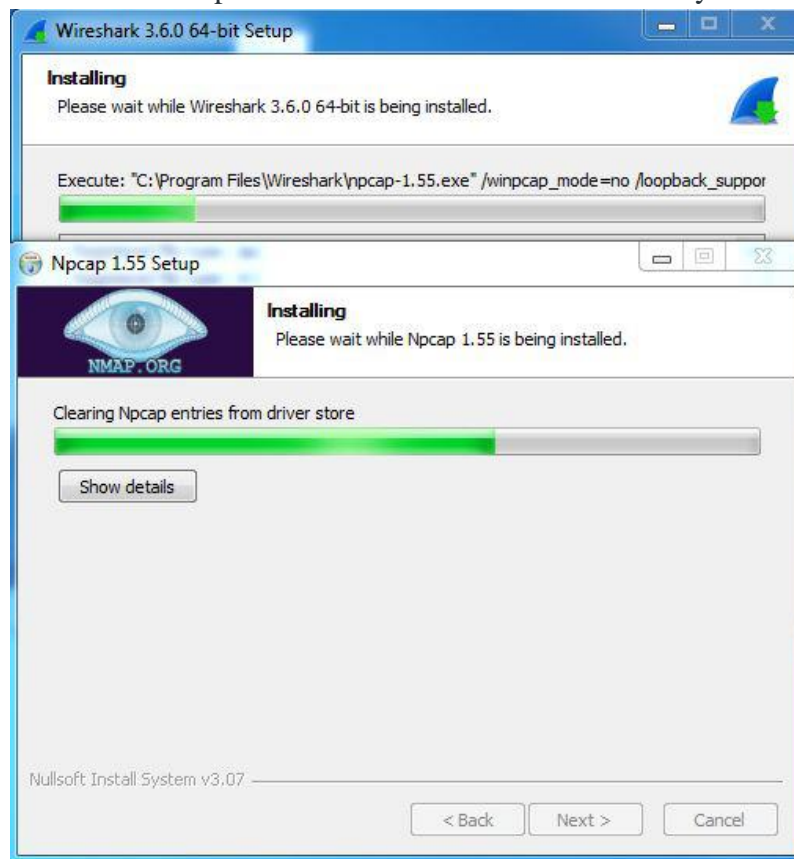 Wireshark 3.6.0 64-bit Setup
Installing
Please wait while Wireshark 3.6.0 64-bit is being installed.
Execute: "C:\Program Files\Wireshark\npcap-1.55.exe" /winpcap_mode=no /loopback_suppor
Npcap 1.55 Setup
NMAP.ORG
Installing
Please wait while Npcap 1.55 is being installed.
Clearing Npcap entries from driver store
Show details
Nullsoft Install System v3.07
< Back Next > Cancel